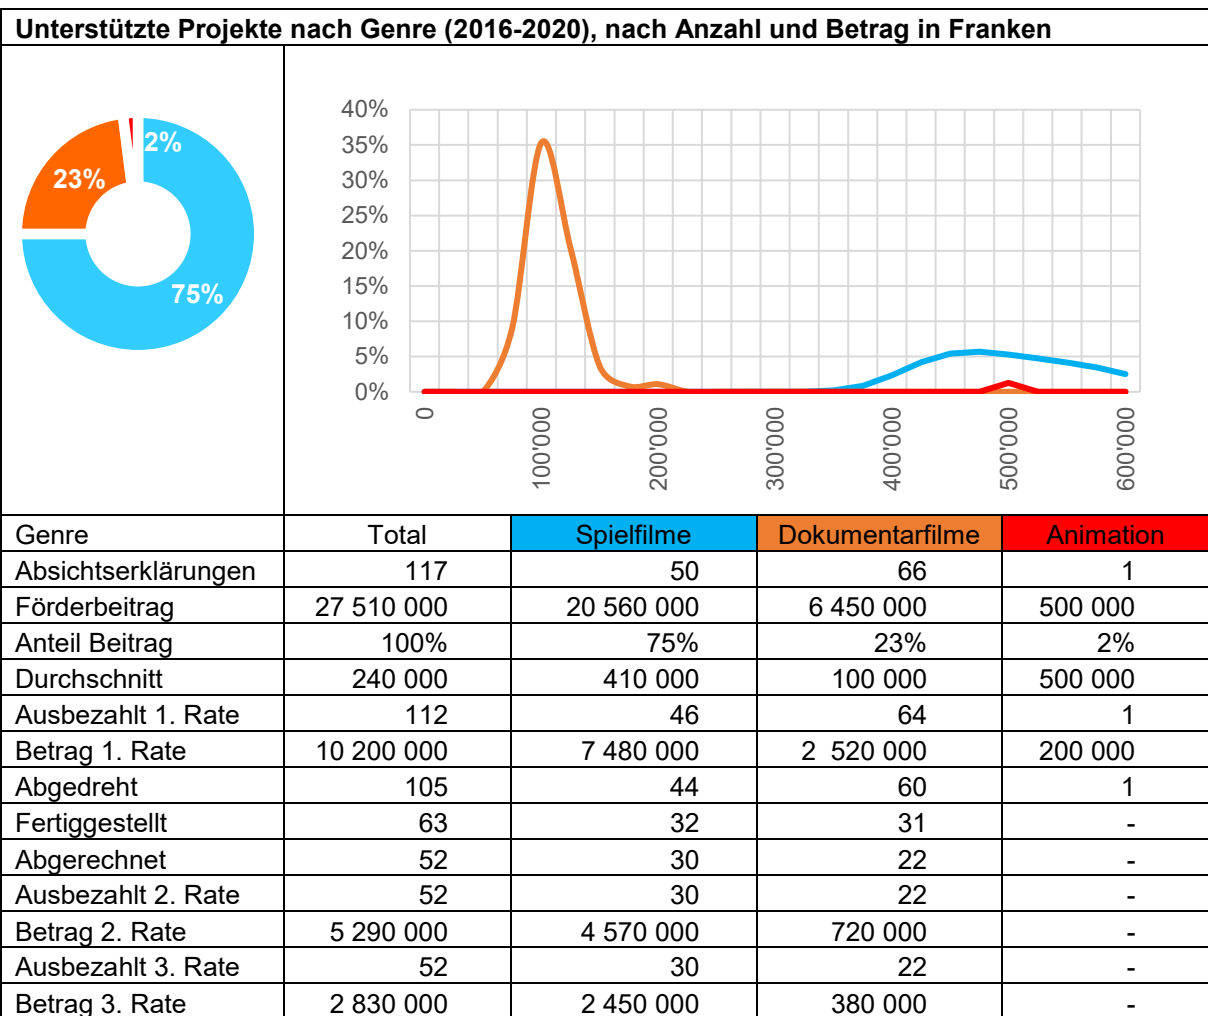 Unterstützte Projekte nach Genre (2016-2020), nach Anzahl und Betrag in Franken
2%
23%
75%
40%
35%
30%
25%
20%
15%
10%
5%
0%
0
100'000
200'000
300'000
400'000
500'000
600'000
Genre Total Spielfilme Dokumentarfilme Animation
Absichtserklärungen 117 50 66 1
Förderbeitrag 27 510 000 20 560 000 6 450 000 500 000
Anteil Beitrag 100% 75% 23% 2%
Durchschnitt 240 000 410 000 100 000 500 000
Ausbezahlt 1. Rate 112 46 64 1
Betrag 1. Rate 10 200 000 7 480 000 2 520 000 200 000
Abgedreht 105 44 60 1
Fertiggestellt 63 32 31 -
Abgerechnet 52 30 22 -
Ausbezahlt 2. Rate 52 30 22 -
Betrag 2. Rate 5 290 000 4 570 000 720 000 -
Ausbezahlt 3. Rate 52 30 22 -
Betrag 3. Rate 2 830 000 2 450 000 380 000 -